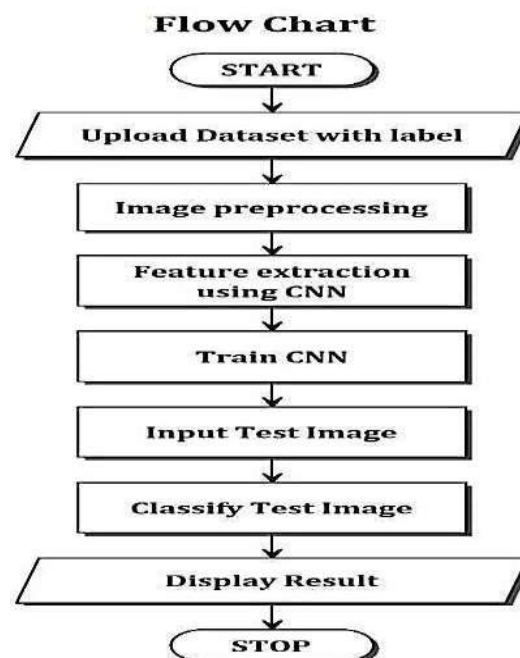 Flow Chart
START
Upload Dataset with label
Image preprocessing
Feature extraction
using CNN
Train CNN
Input Test Image
Classify Test Image
Display Result
STOP